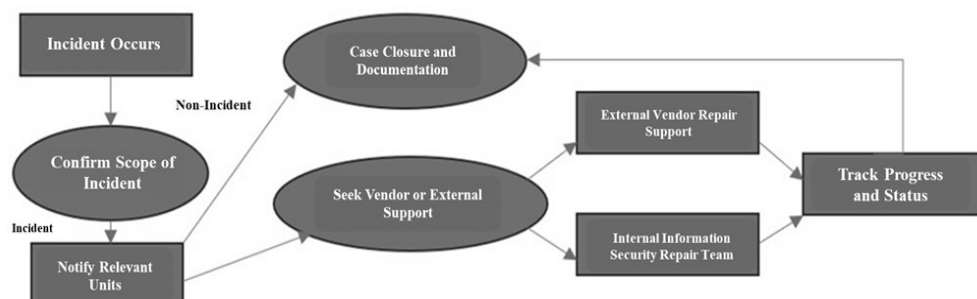 Incident Occurs
Case Closure and
Documentation
Non-Incident
External Vendor Repair
Support
Confirm Scope of
Incident
Seek Vendor or External
Support
Track Progress
and Status
Incident
Notify Relevant
Units
Internal Information
Security Repair Team